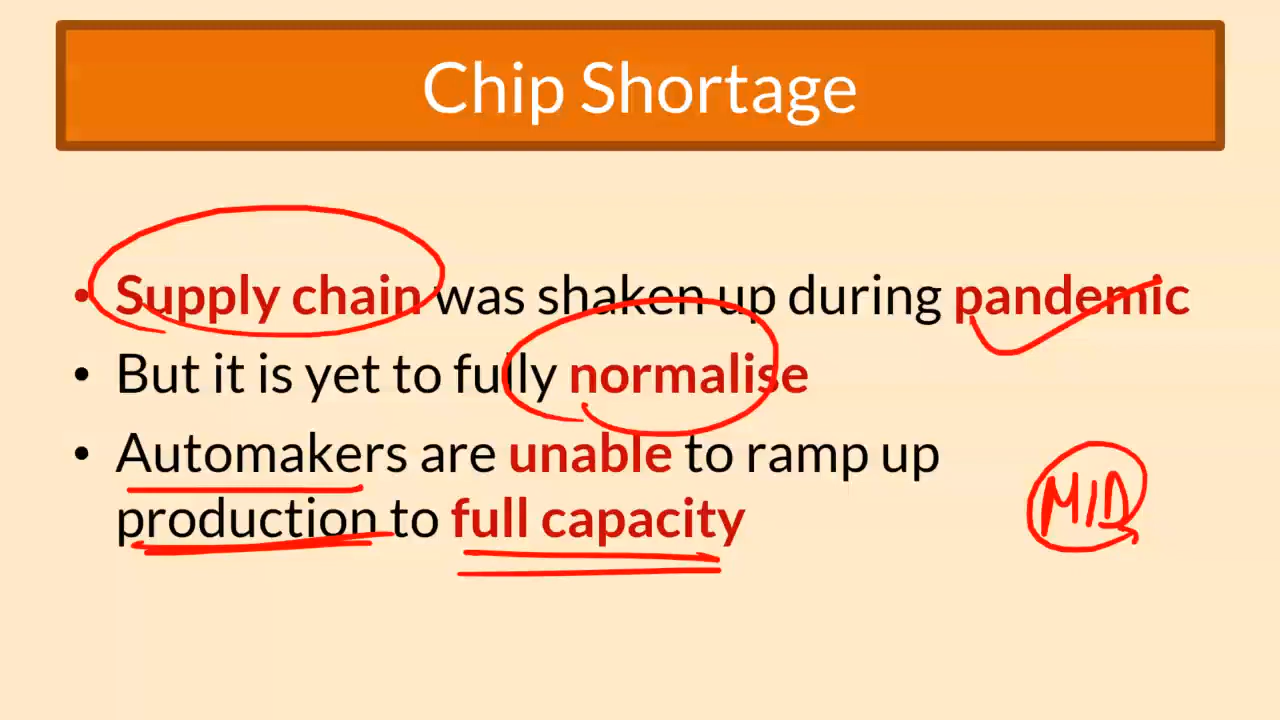 Chip Shortage
• Supply chain was shaken up during pandemic
• But it is yet to fully normalise
• Automakers are unable to ramp up
production to full capacity
M/D